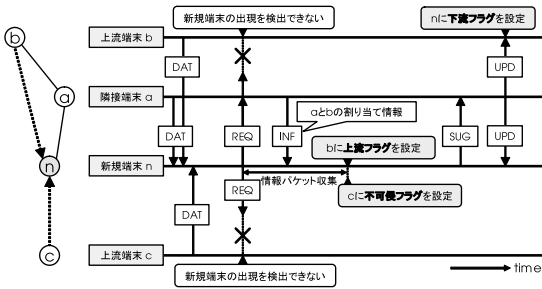 新規端末の出現を検出できない
nに下流フラグを設定
b
上流端末 b
DAT
UPD
a
隣接端末 a
aとbの割り当て情報
DAT
REQ
INF
SUG
UPD
bに上流フラグを設定
n
新規端末 n
情報パケット収集
REQ
cに不可侵フラグを設定
DAT
c
上流端末 c
time
新規端末の出現を検出できない